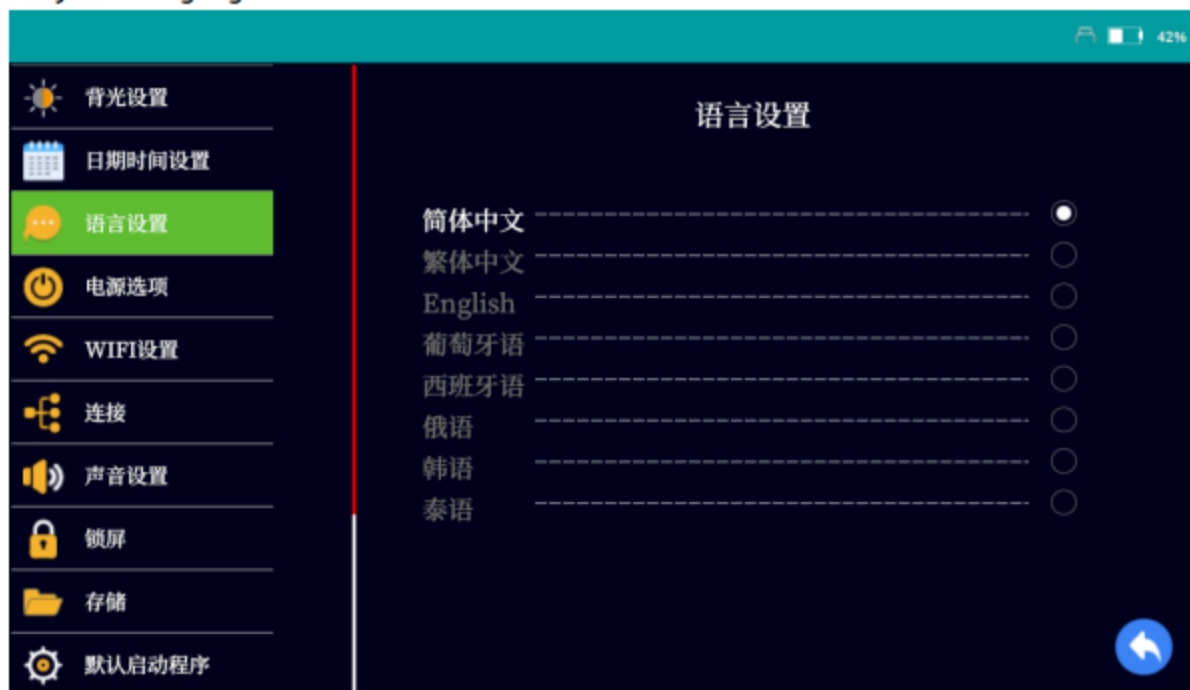 42%
背光设置
日期时间设置
语言设置
电源选项
WIFI设置
连接
声音设置
锁屏
存储
默认启动程序
语言设置
简体中文
繁体中文
English
葡萄牙语
西班牙语
俄语
韩语
泰语